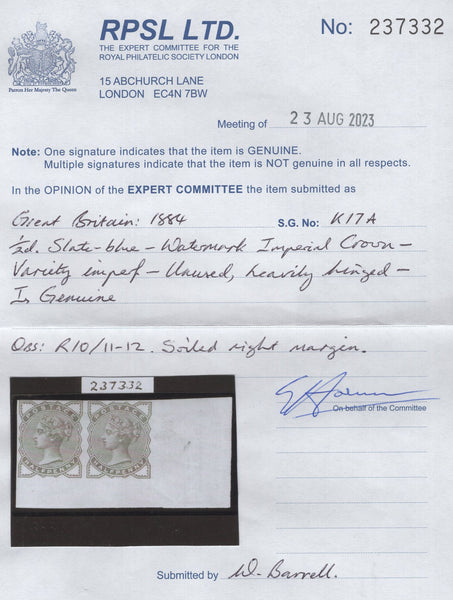 RPSL LTD.
THE EXPERT COMMITTEE FOR THE
ROYAL PHILATELIC SOCIETY LONDON
No: 237332
Patron Her Majesty The Queen
15 ABCHURCH LANE
LONDON EC4N 7BW
Meeting of 23 AUG 2023
Note: One signature indicates that the item is GENUINE.
Multiple signatures indicate that the item is NOT genuine in all respects.
In the OPINION of the EXPERT COMMITTEE the item submitted as
Great Britain: 1884 S.G. No: K17A
½d. Slate-blue – Watermark Imperial Crown –
Variety imperf – Unused, heavily hinged –
Is Genuine
Obs: R10/11-12. Soiled right margin.
237332
On behalf of the Committee
POSTAGE POSTAGE
HALFPENNY HALFPENNY
Submitted by W. Barrell.